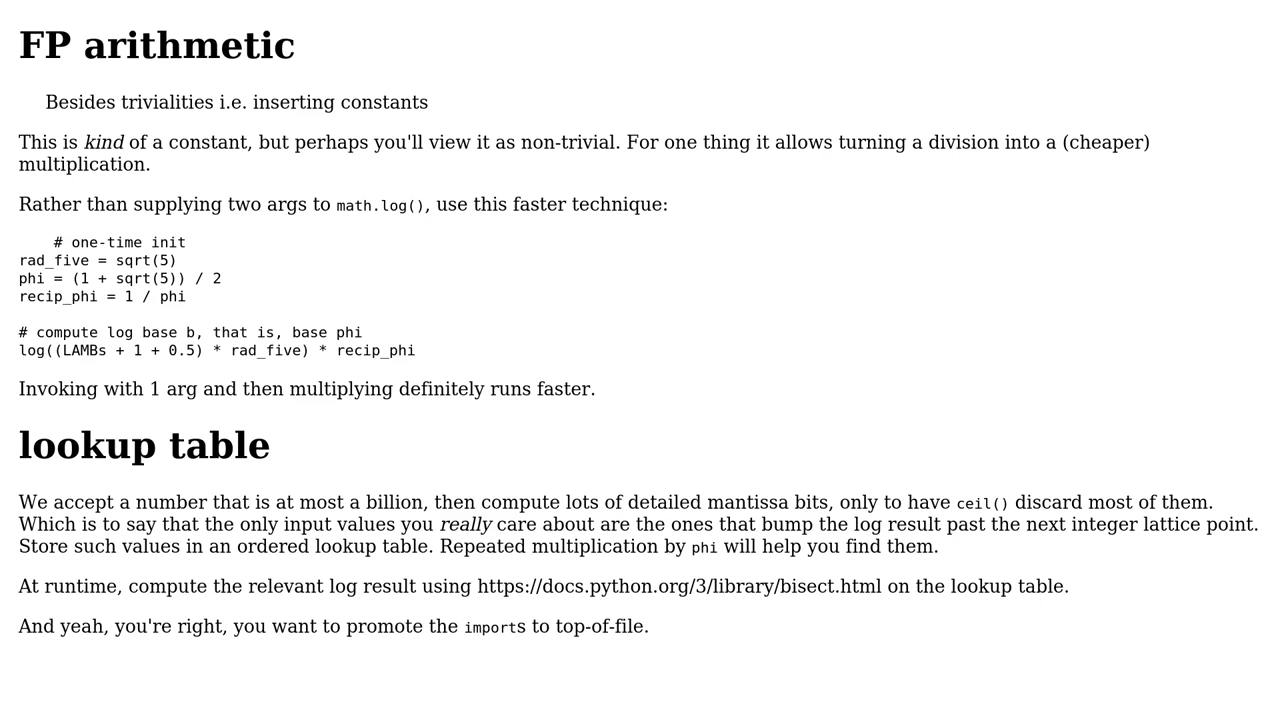 FP arithmetic
Besides trivialities i.e. inserting constants
This is kind of a constant, but perhaps you'll view it as non-trivial. For one thing it allows turning a division into a (cheaper)
multiplication.
Rather than supplying two args to math.log(), use this faster technique:
    # one-time init
rad_five = sqrt(5)
phi = (1 + sqrt(5)) / 2
recip_phi = 1 / phi

# compute log base b, that is, base phi
log((LAMBs + 1 + 0.5) * rad_five) * recip_phi
Invoking with 1 arg and then multiplying definitely runs faster.
lookup table
We accept a number that is at most a billion, then compute lots of detailed mantissa bits, only to have ceil() discard most of them.
Which is to say that the only input values you really care about are the ones that bump the log result past the next integer lattice point.
Store such values in an ordered lookup table. Repeated multiplication by phi will help you find them.
At runtime, compute the relevant log result using https://docs.python.org/3/library/bisect.html on the lookup table.
And yeah, you're right, you want to promote the imports to top-of-file.